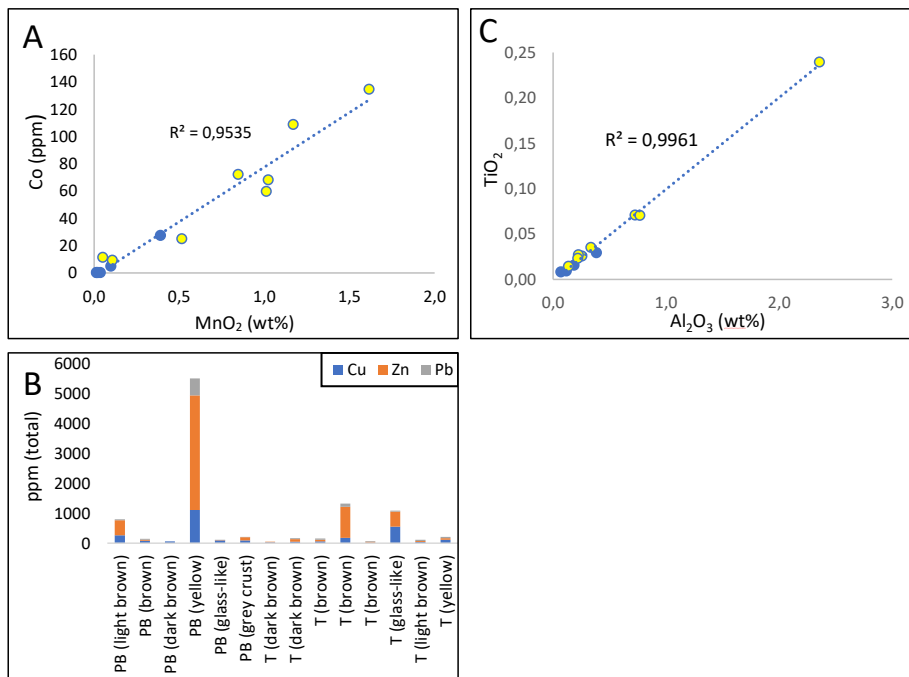 A
160
140
120
100
80
60
40
20
0
Co (ppm)
R² = 0,9535
0,0 0,5 1,0 1,5 2,0
MnO₂ (wt%)
C
0,25
0,20
0,15
0,10
0,05
0,00
TiO₂
R² = 0,9961
0,0 1,0 2,0 3,0
Al₂O₃ (wt%)
B
6000
5000
4000
3000
2000
1000
0
ppm (total)
Cu Zn Pb
PB (light brown)
PB (brown)
PB (dark brown)
PB (yellow)
PB (glass-like)
PB (grey crust)
T (dark brown)
T (dark brown)
T (brown)
T (brown)
T (brown)
T (glass-like)
T (light brown)
T (yellow)